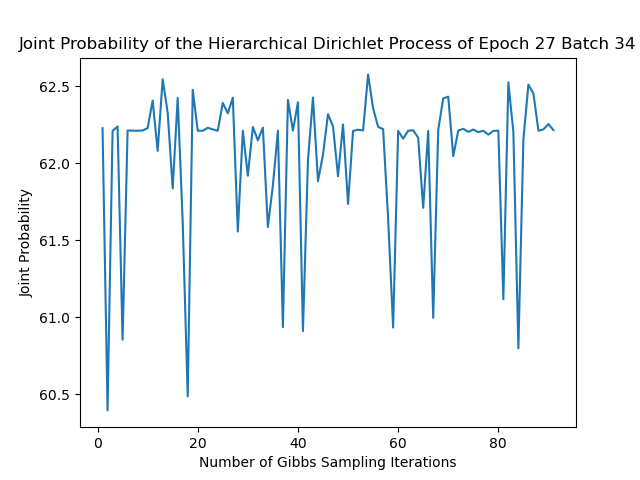 Joint Probability of the Hierarchical Dirichlet Process of Epoch 27 Batch 34
Joint Probability
62.5
62.0
61.5
61.0
60.5
0 20 40 60 80
Number of Gibbs Sampling Iterations